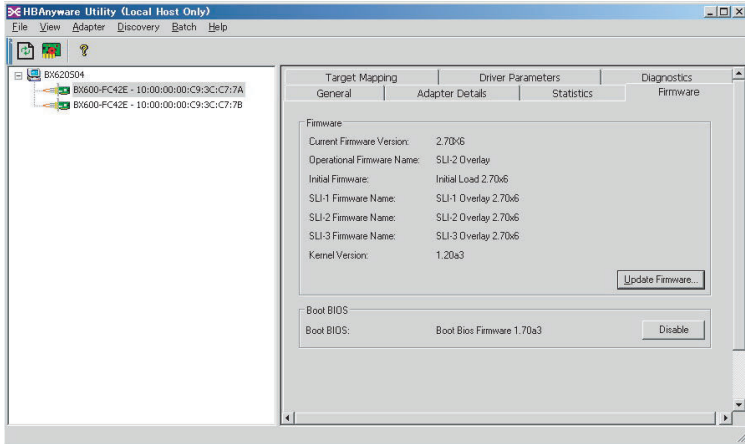 HBAnyware Utility (Local Host Only)
File View Adapter Discovery Batch Help
BX620S04
BX600-FC42E - 10:00:00:00:C9:3C:C7:7A
BX600-FC42E - 10:00:00:00:C9:3C:C7:7B
Target Mapping Driver Parameters Diagnostics
General Adapter Details Statistics Firmware
Firmware
Current Firmware Version: 2.70X6
Operational Firmware Name: SLI-2 Overlay
Initial Firmware: Initial Load 2.70x6
SLI-1 Firmware Name: SLI-1 Overlay 2.70x6
SLI-2 Firmware Name: SLI-2 Overlay 2.70x6
SLI-3 Firmware Name: SLI-3 Overlay 2.70x6
Kernel Version: 1.20a3
Update Firmware...
Boot BIOS
Boot BIOS: Boot Bios Firmware 1.70a3 Disable